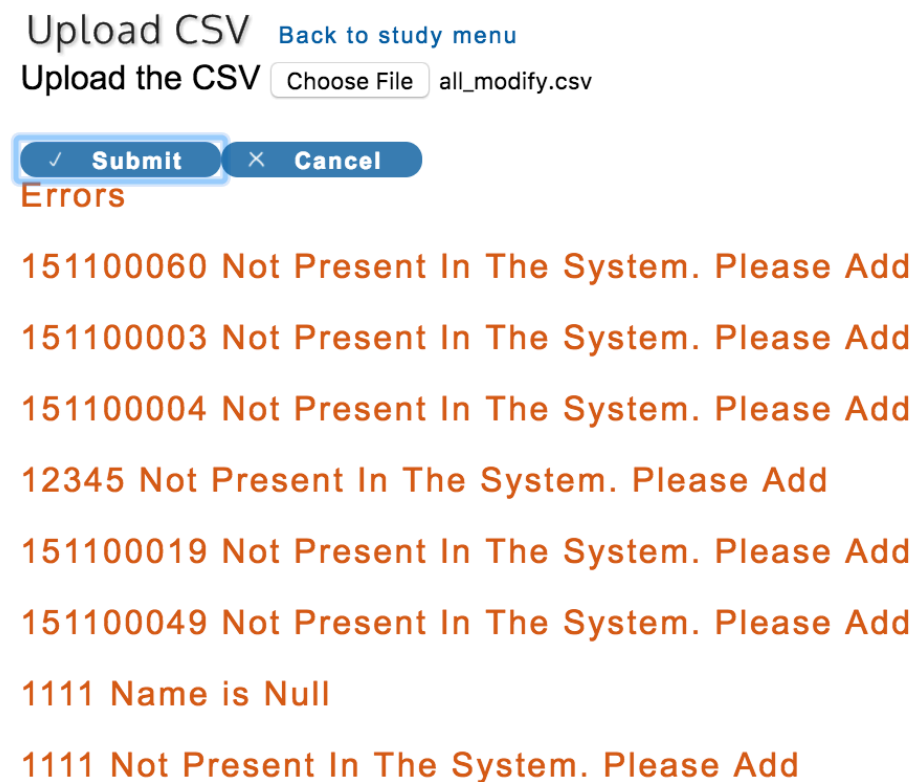 Upload CSV Back to study menu
Upload the CSV Choose File all_modify.csv
✓ Submit × Cancel
Errors
151100060 Not Present In The System. Please Add
151100003 Not Present In The System. Please Add
151100004 Not Present In The System. Please Add
12345 Not Present In The System. Please Add
151100019 Not Present In The System. Please Add
151100049 Not Present In The System. Please Add
1111 Name is Null
1111 Not Present In The System. Please Add